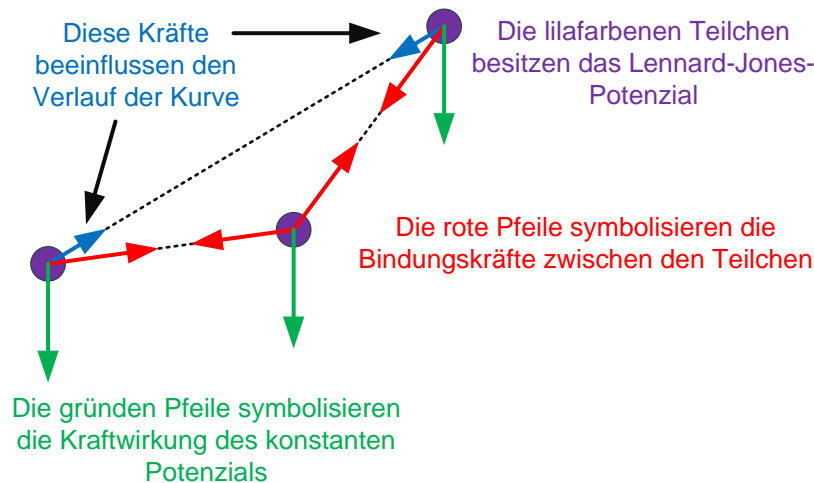 Diese Kräfte
beeinflussen den
Verlauf der Kurve
Die lilafarbenen Teilchen
besitzen das Lennard-Jones-
Potenzial
Die rote Pfeile symbolisieren die
Bindungskräfte zwischen den Teilchen
Die gründen Pfeile symbolisieren
die Kraftwirkung des konstanten
Potenzials